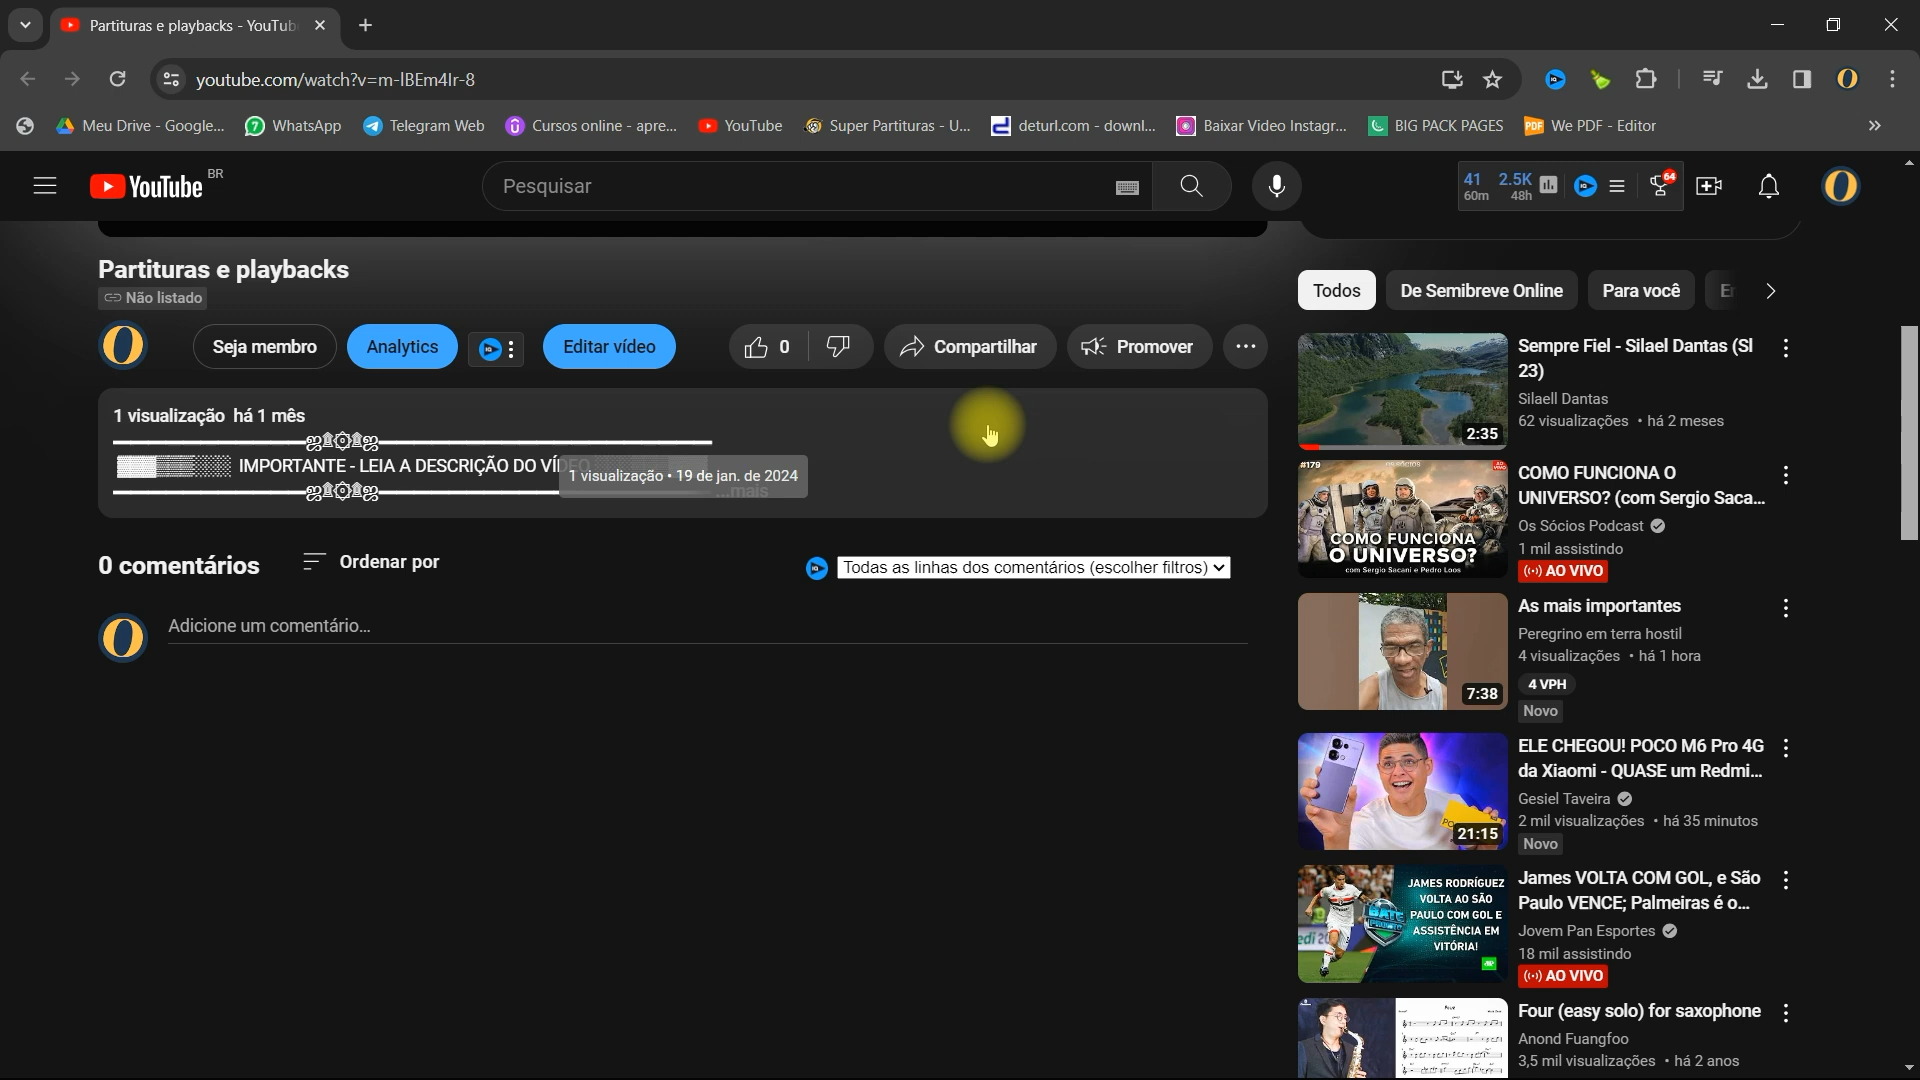 Partituras e playbacks - YouTub
youtube.com/watch?v=m-lBEm4Ir-8
Meu Drive - Google...
WhatsApp
Telegram Web
Cursos online - apre...
YouTube
Super Partituras - U...
deturl.com - downl...
Baixar Video Instagr...
BIG PACK PAGES
We PDF - Editor
YouTube BR
Pesquisar
41 2.5K
60m 48h
64
Partituras e playbacks
Não listado
Seja membro
Analytics
Editar vídeo
0
Compartilhar
Promover
1 visualização há 1 mês
IMPORTANTE - LEIA A DESCRIÇÃO DO VÍDEO
1 visualização • 19 de jan. de 2024
...mais
0 comentários
Ordenar por
Todas as linhas dos comentários (escolher filtros)
Adicione um comentário...
Todos
De Semibreve Online
Para você
Sempre Fiel - Silael Dantas (Sl
23)
Silaell Dantas
62 visualizações • há 2 meses
2:35
#179
COMO FUNCIONA
O UNIVERSO?
com Sergio Sacani e Pedro Loos
COMO FUNCIONA O
UNIVERSO? (com Sergio Saca...
Os Sócios Podcast
1 mil assistindo
AO VIVO
7:38
As mais importantes
Peregrino em terra hostil
4 visualizações • há 1 hora
4 VPH
Novo
21:15
ELE CHEGOU! POCO M6 Pro 4G
da Xiaomi - QUASE um Redmi...
Gesiel Taveira
2 mil visualizações • há 35 minutos
Novo
JAMES RODRÍGUEZ
VOLTA AO SÃO
PAULO COM GOL E
ASSISTÊNCIA EM
VITÓRIA!
James VOLTA COM GOL, e São
Paulo VENCE; Palmeiras é o...
Jovem Pan Esportes
18 mil assistindo
AO VIVO
Four (easy solo) for saxophone
Anond Fuangfoo
3,5 mil visualizações • há 2 anos